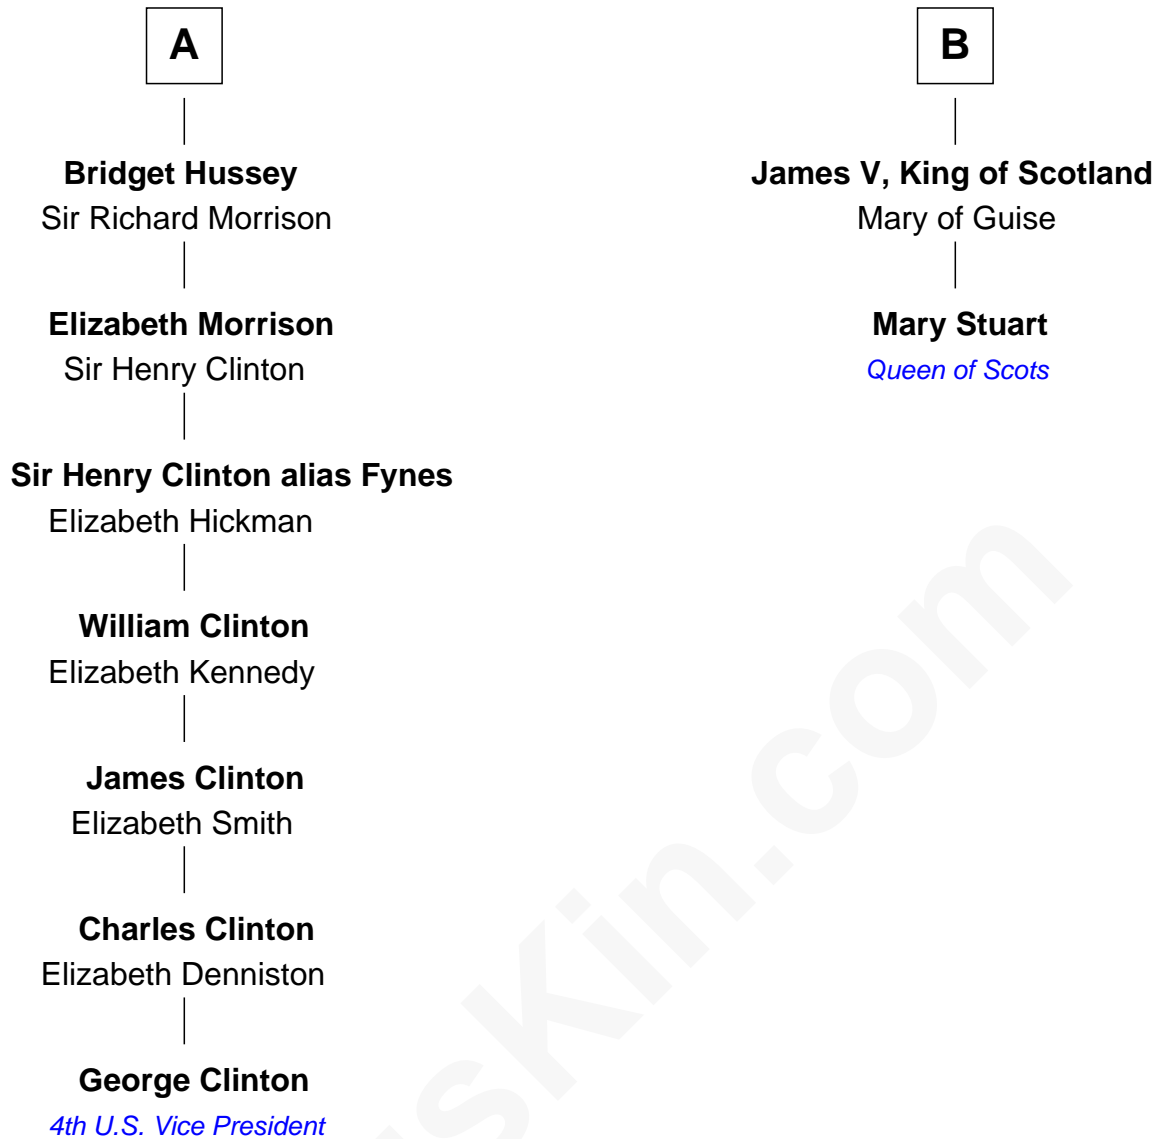 A
Bridget Hussey
Sir Richard Morrison
Elizabeth Morrison
Sir Henry Clinton
Sir Henry Clinton alias Fynes
Elizabeth Hickman
William Clinton
Elizabeth Kennedy
James Clinton
Elizabeth Smith
Charles Clinton
Elizabeth Denniston
George Clinton
4th U.S. Vice President
B
James V, King of Scotland
Mary of Guise
Mary Stuart
Queen of Scots